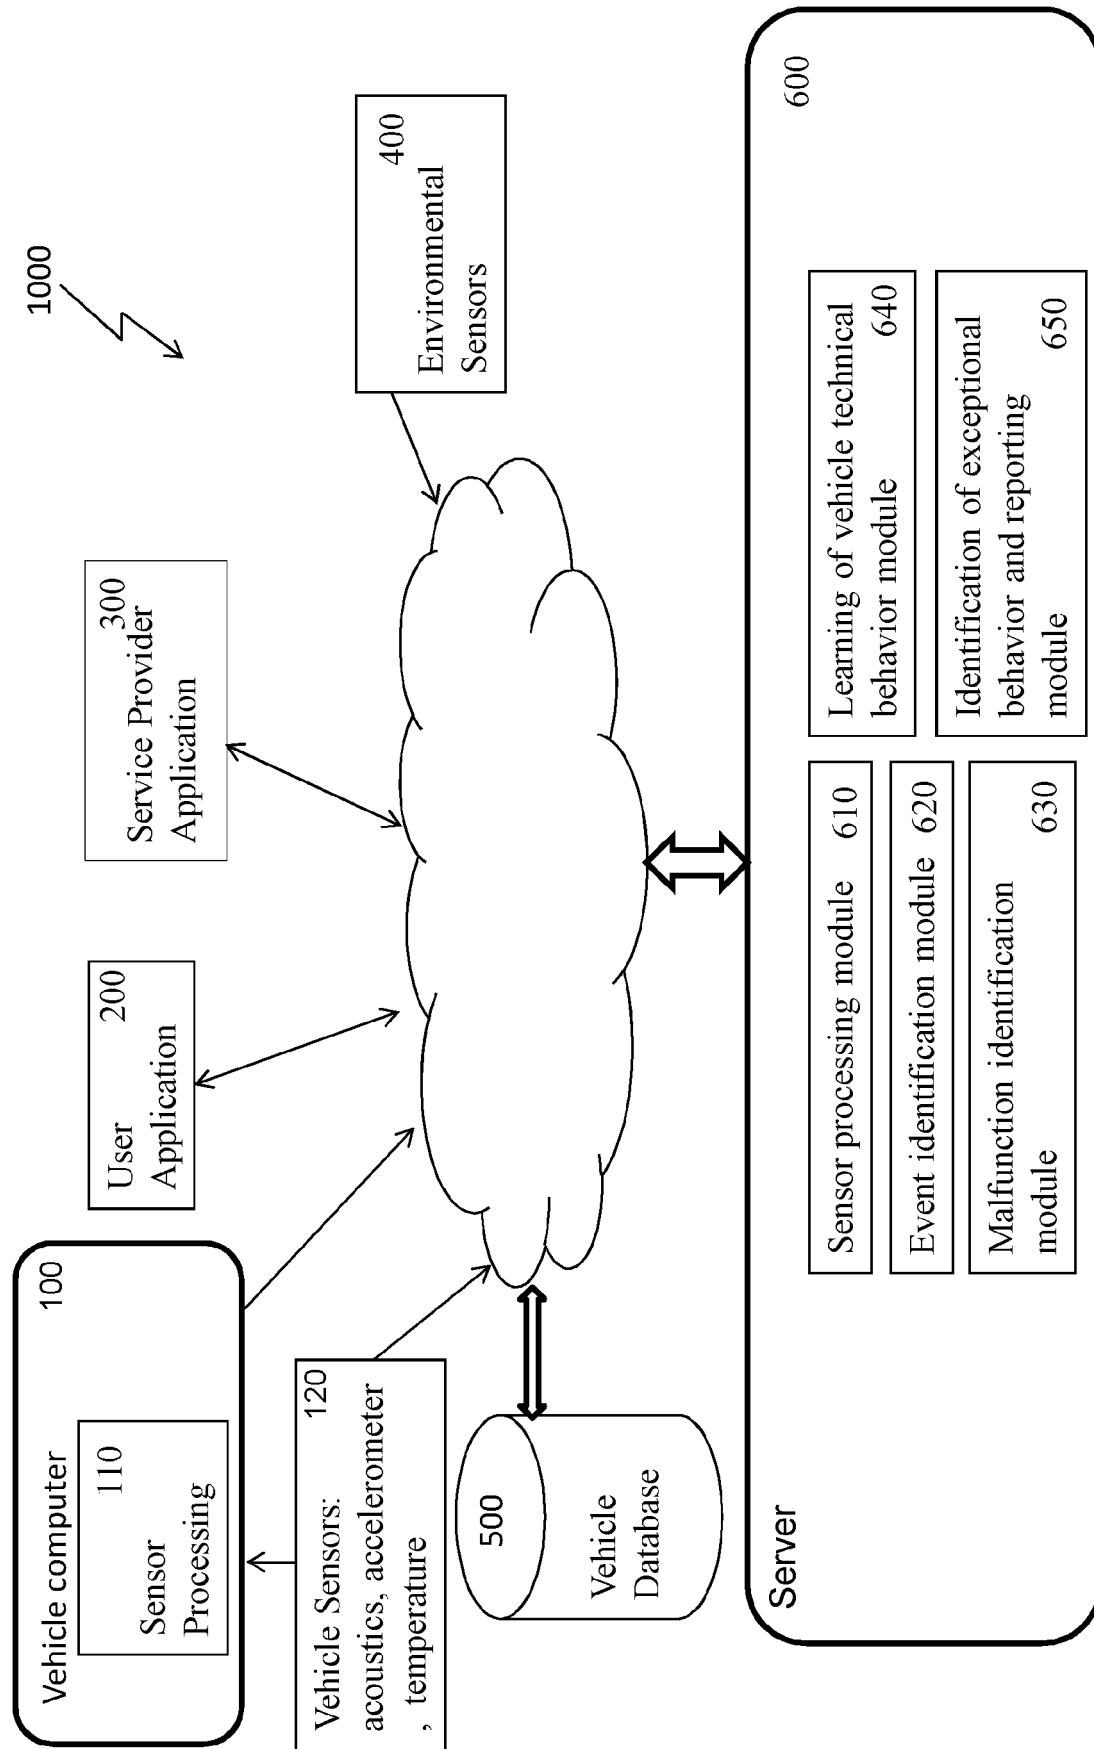 1000
Vehicle computer
100
110
Sensor
Processing
User
200
Application
300
Service Provider
Application
400
Environmental
Sensors
120
Vehicle Sensors:
acoustics, accelerometer
, temperature
500
Vehicle
Database
Server
600
Sensor processing module 610
Event identification module 620
Malfunction identification
module
630
Learning of vehicle technical
behavior module
640
Identification of exceptional
behavior and reporting
module
650